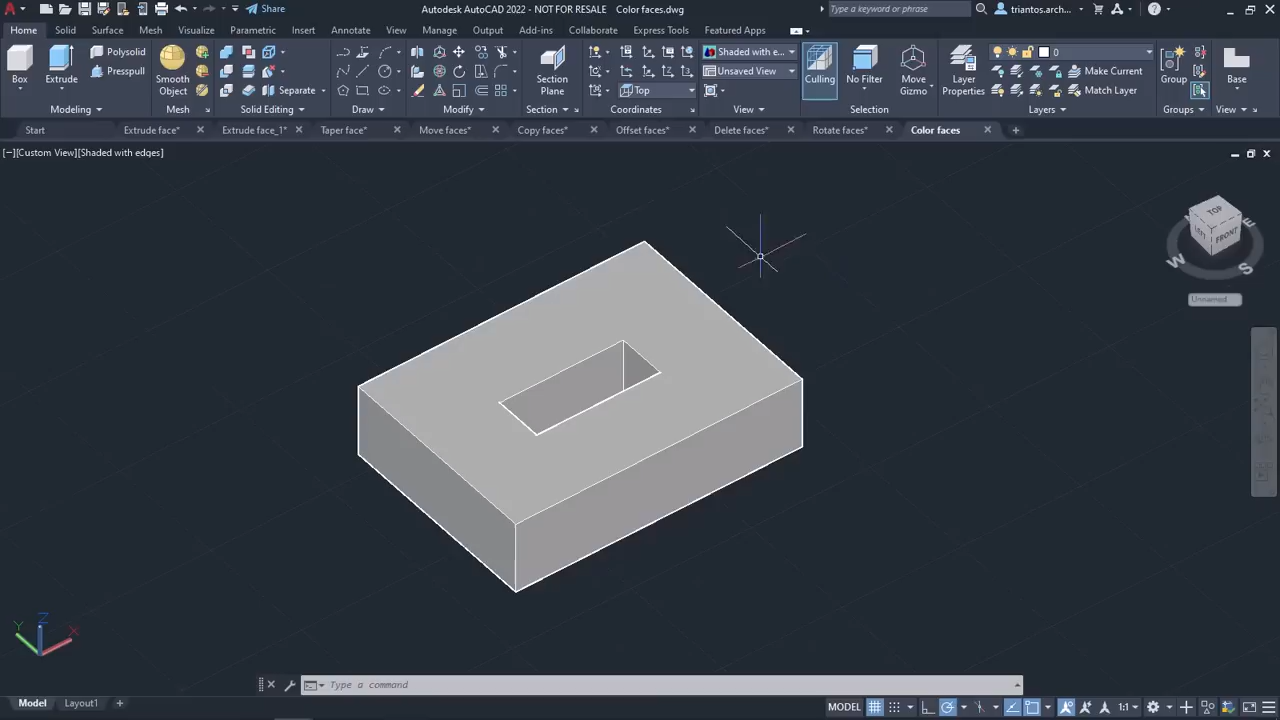 Share
Autodesk AutoCAD 2022 - NOT FOR RESALE Color faces.dwg
Type a keyword or phrase
triantos.arch...
Home Solid Surface Mesh Visualize Parametric Insert Annotate View Manage Output Add-ins Collaborate Express Tools Featured Apps
Box
Extrude
Polysolid
Presspull
Smooth
Object
Separate
Section
Plane
Top
Shaded with e...
Unsaved View
Culling
No Filter
Move
Gizmo
Layer
Properties
0
Make Current
Match Layer
Group
Base
Modeling
Mesh
Solid Editing
Draw
Modify
Section
Coordinates
View
Selection
Layers
Groups
View
Start
Extrude face*
Extrude face_1*
Taper face*
Move faces*
Copy faces*
Offset faces*
Delete faces*
Rotate faces*
Color faces
[−][Custom View][Shaded with edges]
TOP
LEFT
FRONT
E
W
S
Unnamed
Z
Y
X
Type a command
Model
Layout1
MODEL
1:1